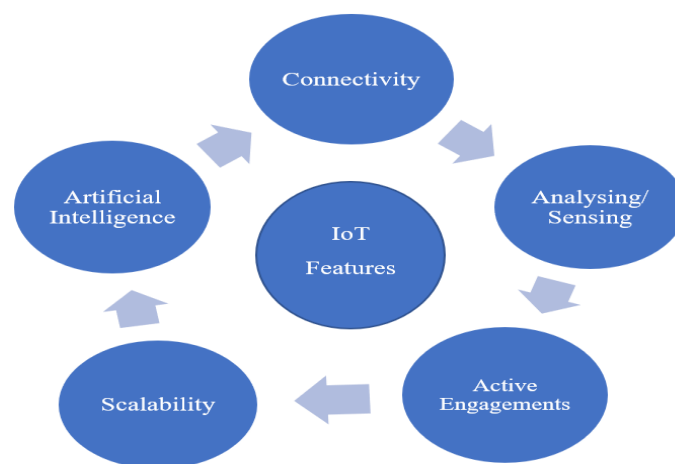 Connectivity
Analysing/
Sensing
Active
Engagements
Scalability
Artificial
Intelligence
IoT
Features